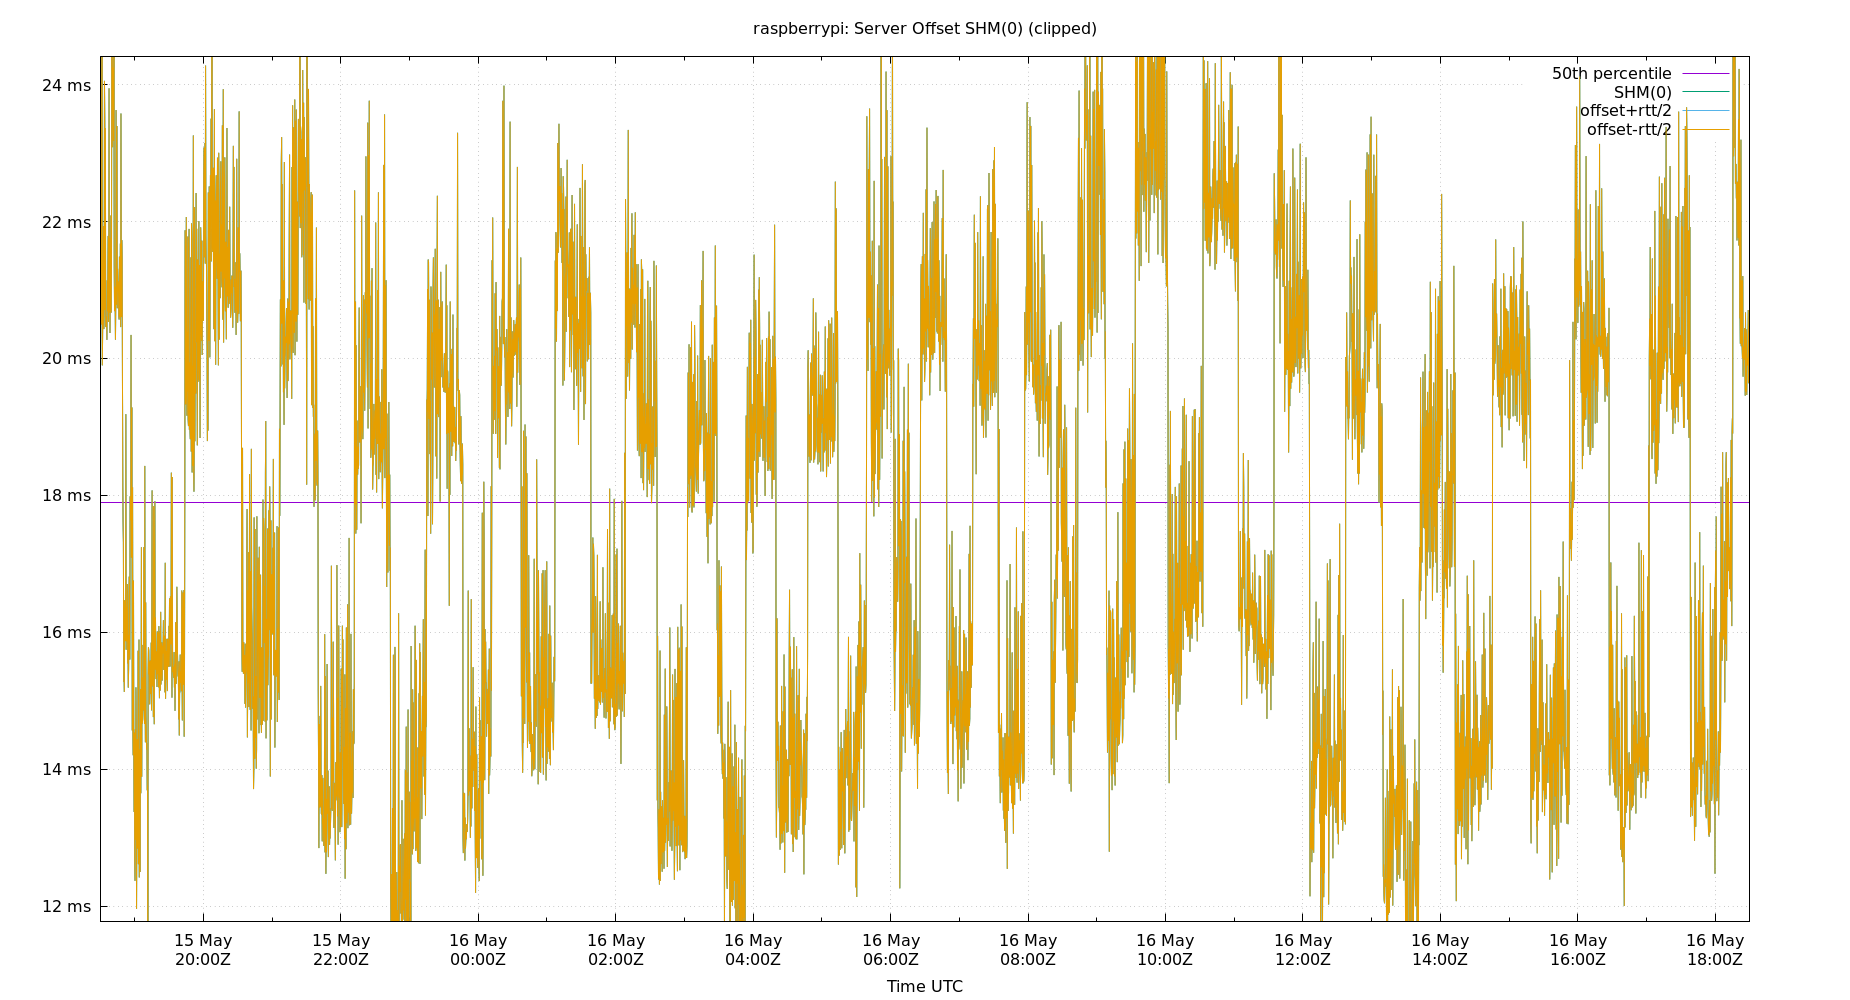 raspberrypi: Server Offset SHM(0) (clipped)
50th percentile
SHM(0)
offset+rtt/2
offset-rtt/2
24 ms
22 ms
20 ms
18 ms
16 ms
14 ms
12 ms
15 May 15 May 16 May 16 May 16 May 16 May 16 May 16 May 16 May 16 May 16 May 16 May
20:00Z 22:00Z 00:00Z 02:00Z 04:00Z 06:00Z 08:00Z 10:00Z 12:00Z 14:00Z 16:00Z 18:00Z
Time UTC